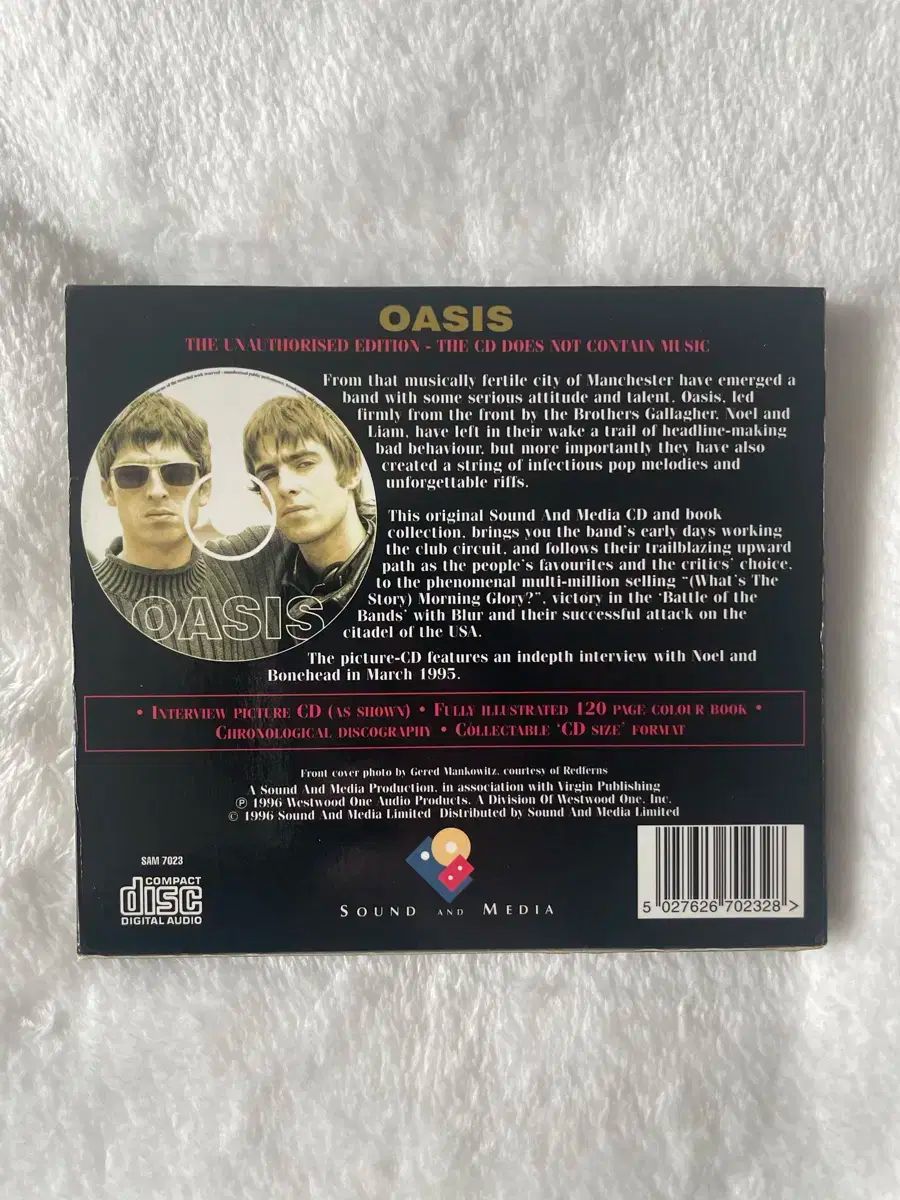 OASIS
THE UNAUTHORISED EDITION - THE CD DOES NOT CONTAIN MUSIC
From that musically fertile city of Manchester have emerged a
band with some serious attitude and talent. Oasis, led
firmly from the front by the Brothers Gallagher, Noel and
Liam, have left in their wake a trail of headline-making
bad behaviour, but more importantly they have also
created a string of infectious pop melodies and
unforgettable riffs.
This original Sound And Media CD and book
collection, brings you the band's early days working
the club circuit, and follows their trailblazing upward
path as the people's favourites and the critics' choice,
to the phenomenal multi-million selling "(What's The
Story) Morning Glory?", victory in the 'Battle of the
Bands' with Blur and their successful attack on the
citadel of the USA.
The picture-CD features an indepth interview with Noel and
Bonehead in March 1995.
OASIS
• INTERVIEW PICTURE CD (AS SHOWN) • FULLY ILLUSTRATED 120 PAGE COLOUR BOOK •
CHRONOLOGICAL DISCOGRAPHY • COLLECTABLE 'CD SIZE' FORMAT
Front cover photo by Gered Mankowitz, courtesy of Redferns
A Sound And Media Production, in association with Virgin Publishing
℗ 1996 Westwood One Audio Products. A Division Of Westwood One, Inc.
© 1996 Sound And Media Limited Distributed by Sound And Media Limited
SAM 7023
COMPACT
disc
DIGITAL AUDIO
SOUND AND MEDIA
5 027626 702328 >